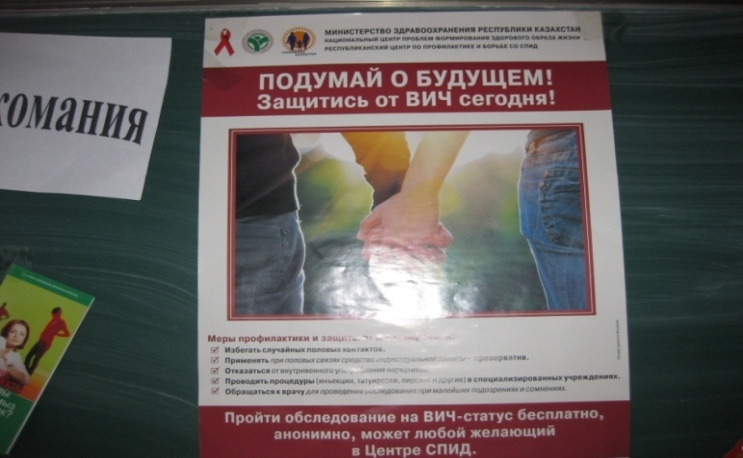 МИНИСТЕРСТВО ЗДРАВООХРАНЕНИЯ РЕСПУБЛИКИ КАЗАХСТАН
НАЦИОНАЛЬНЫЙ ЦЕНТР ПРОБЛЕМ ФОРМИРОВАНИЯ ЗДОРОВОГО ОБРАЗА ЖИЗНИ
РЕСПУБЛИКАНСКИЙ ЦЕНТР ПО ПРОФИЛАКТИКЕ И БОРЬБЕ СО СПИД
комания
ПОДУМАЙ О БУДУЩЕМ!
Защитись от ВИЧ сегодня!
Меры профилактики и
Избегать случайных половых контактов.
Применять при половых связях средство индивидуальной защиты – презерватив.
Отказаться от внутривенного употребления наркотиков.
Проводить процедуры (инъекции, татуировки, пирсинг и другие) в специализированных учреждениях.
Обращаться к врачу для проведения обследования при малейших подозрениях и сомнениях.
Пройти обследование на ВИЧ-статус бесплатно,
анонимно, может любой желающий
в Центре СПИД.